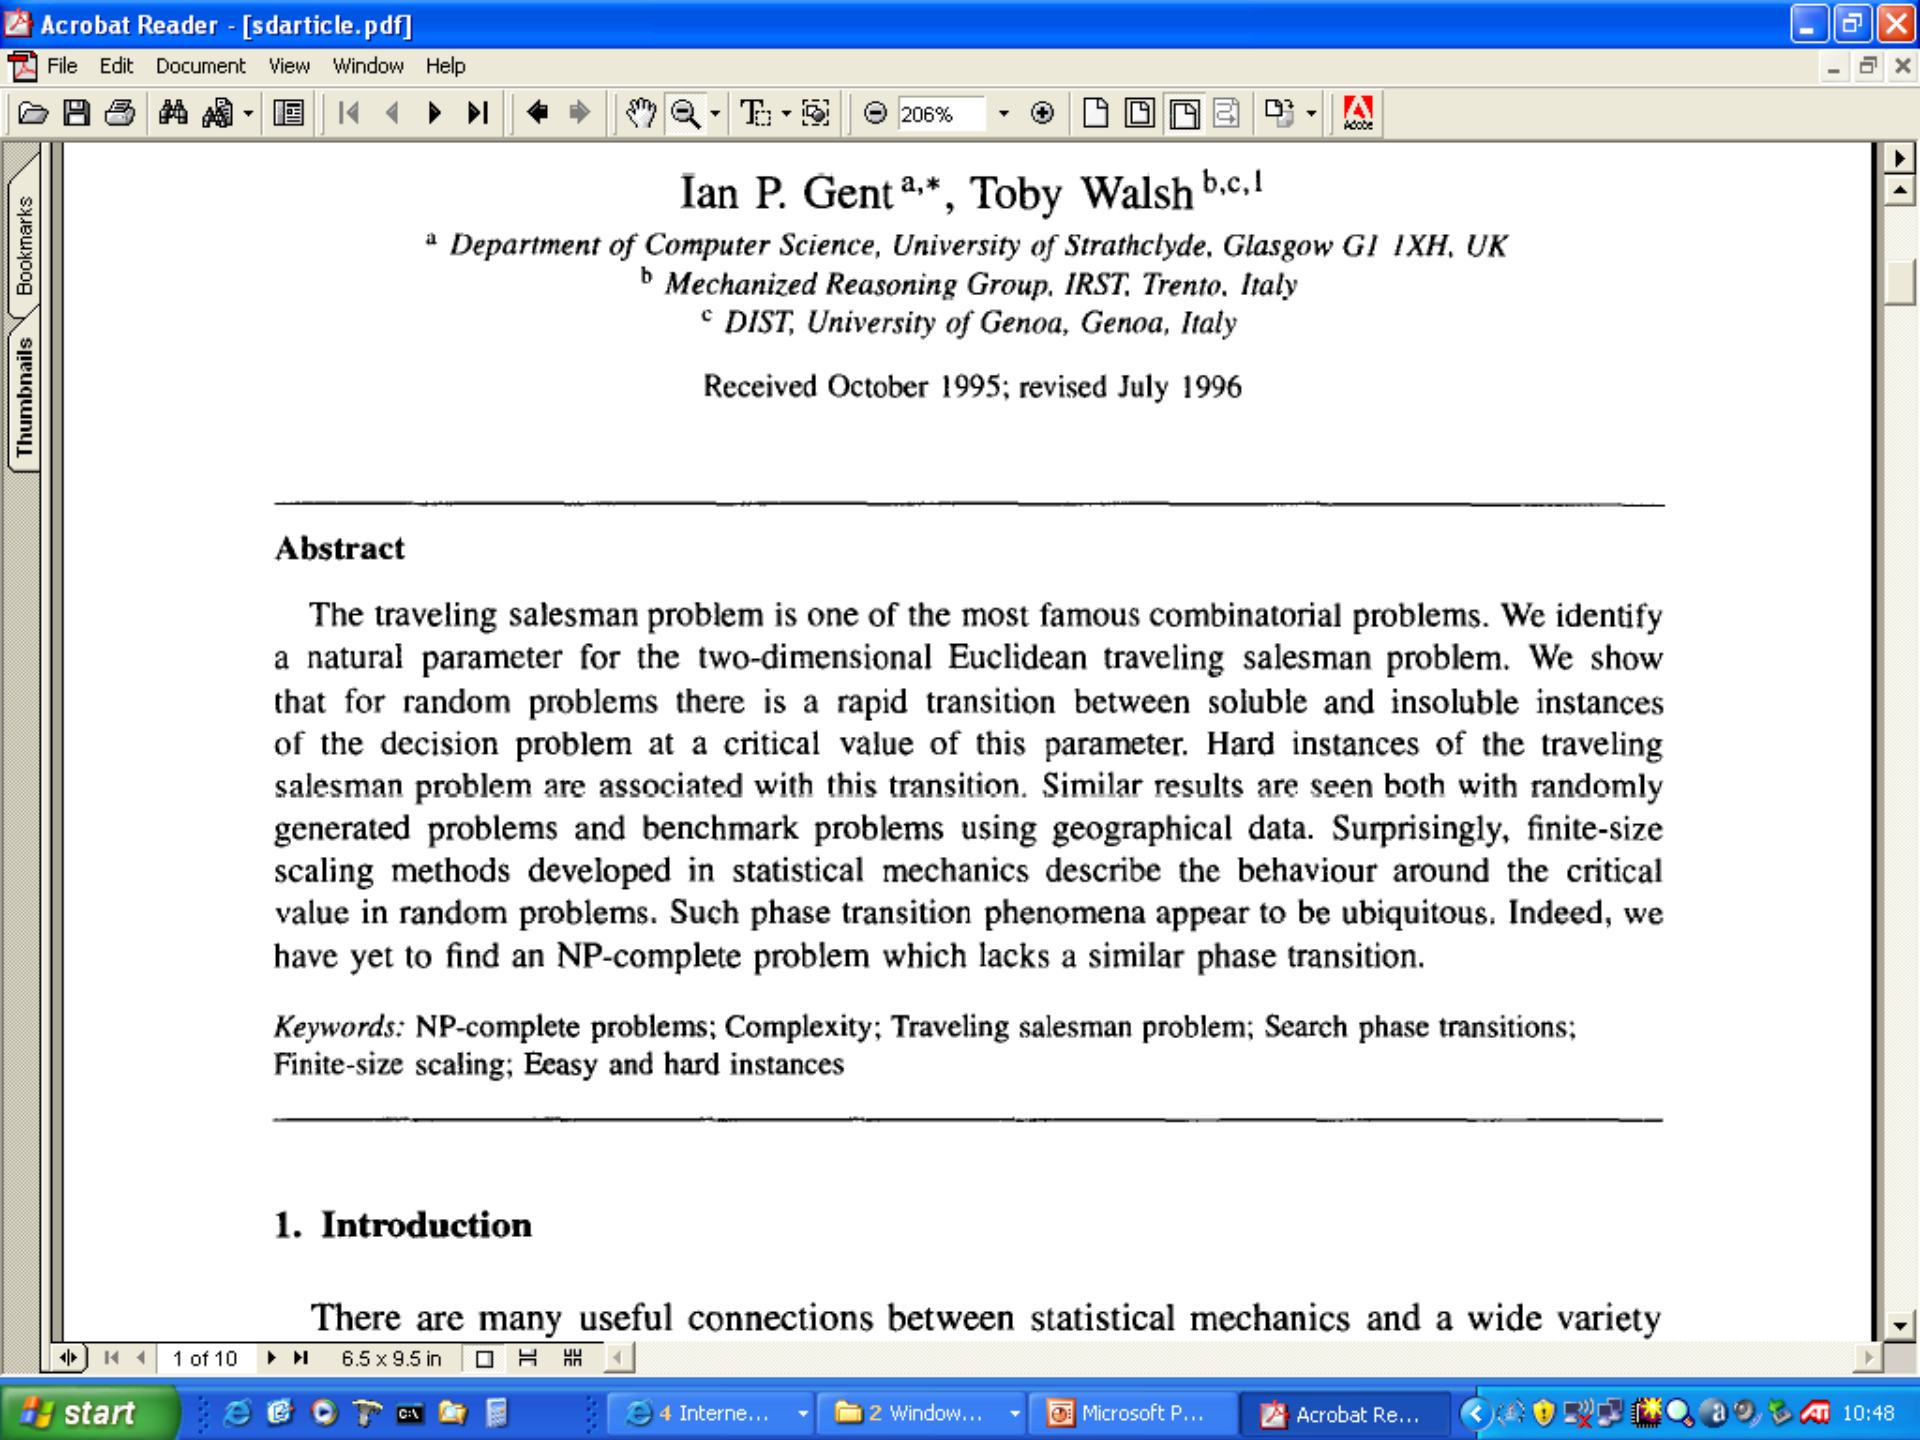 Acrobat Reader - [sdarticle.pdf]
File Edit Document View Window Help
206%
Adobe
Bookmarks
Thumbnails
Ian P. Gent a,*, Toby Walsh b,c,1
a Department of Computer Science, University of Strathclyde, Glasgow G1 1XH, UK
b Mechanized Reasoning Group, IRST, Trento, Italy
c DIST, University of Genoa, Genoa, Italy
Received October 1995; revised July 1996
Abstract
The traveling salesman problem is one of the most famous combinatorial problems. We identify
a natural parameter for the two-dimensional Euclidean traveling salesman problem. We show
that for random problems there is a rapid transition between soluble and insoluble instances
of the decision problem at a critical value of this parameter. Hard instances of the traveling
salesman problem are associated with this transition. Similar results are seen both with randomly
generated problems and benchmark problems using geographical data. Surprisingly, finite-size
scaling methods developed in statistical mechanics describe the behaviour around the critical
value in random problems. Such phase transition phenomena appear to be ubiquitous. Indeed, we
have yet to find an NP-complete problem which lacks a similar phase transition.
Keywords: NP-complete problems; Complexity; Traveling salesman problem; Search phase transitions;
Finite-size scaling; Eeasy and hard instances
1. Introduction
There are many useful connections between statistical mechanics and a wide variety
1 of 10 6.5 x 9.5 in
start 4 Interne... 2 Window... Microsoft P... Acrobat Re... 10:48